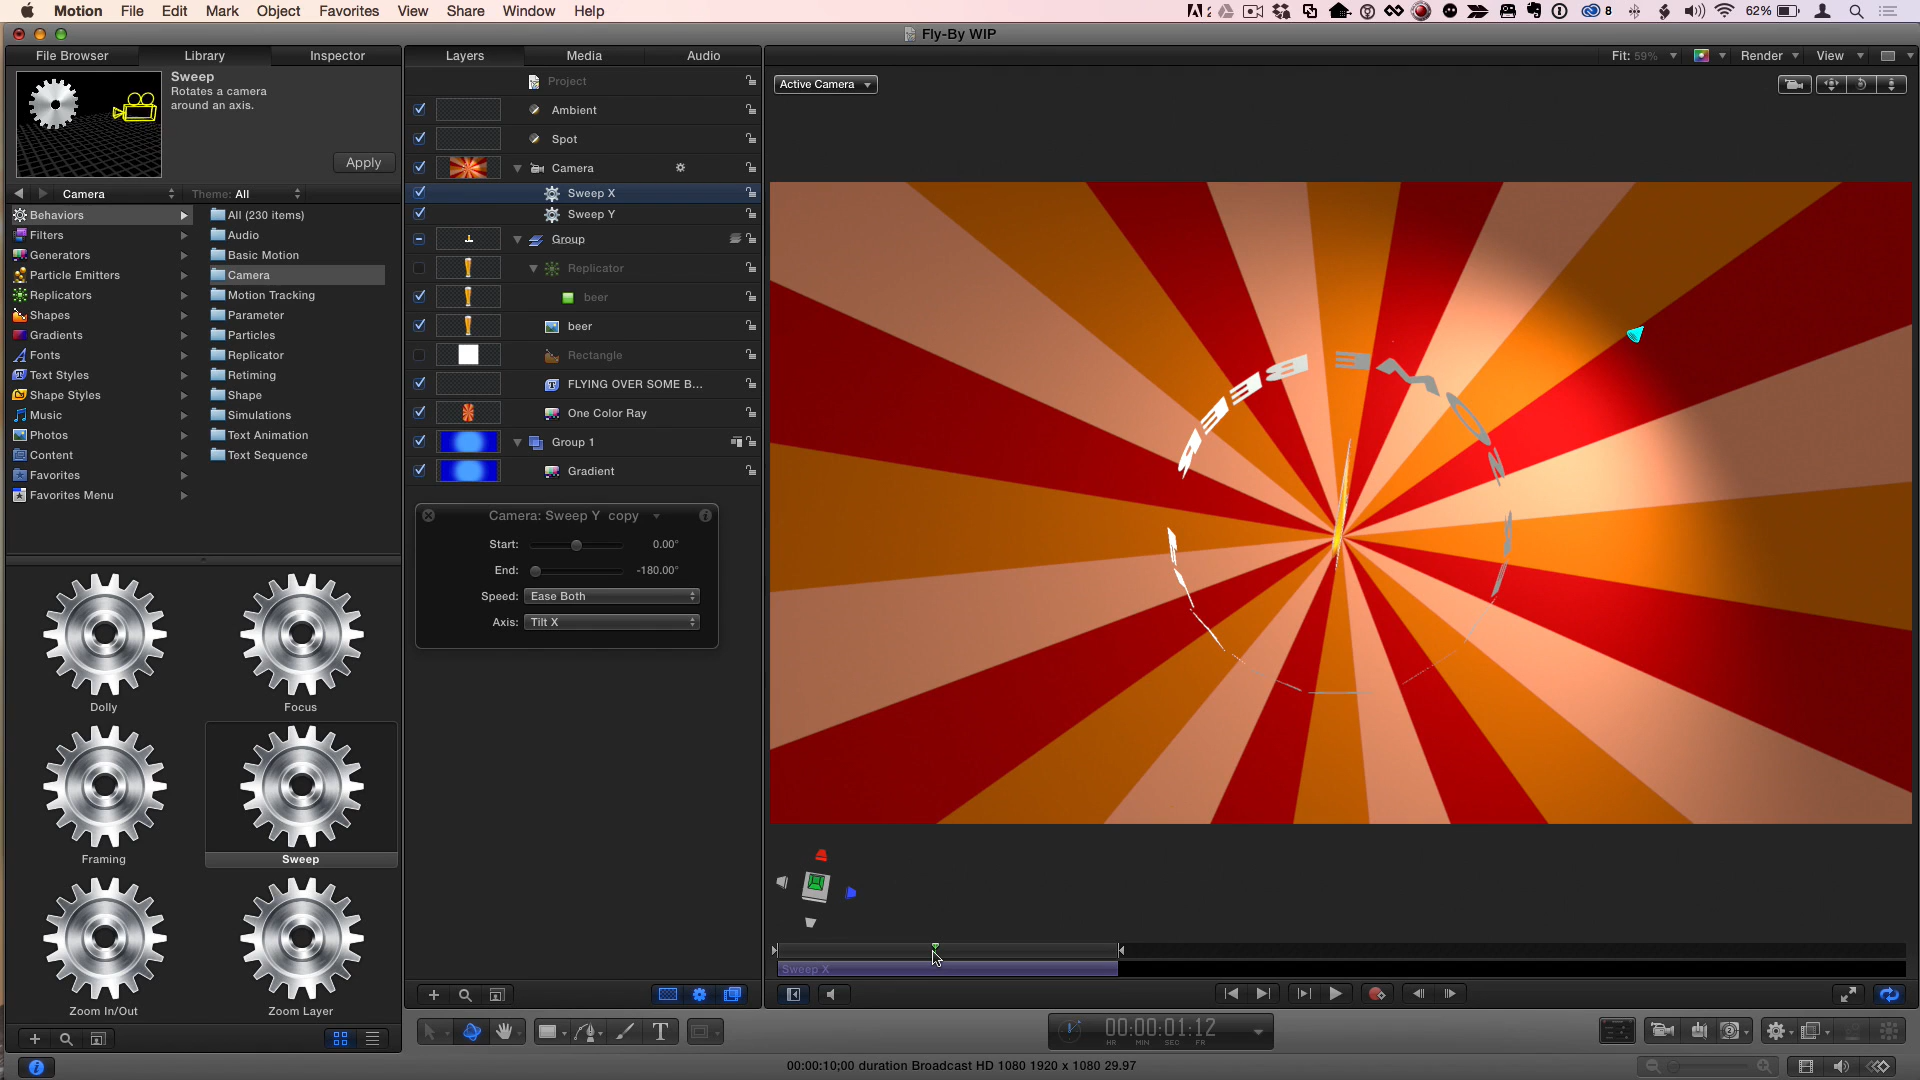 Motion File Edit Mark Object Favorites View Share Window Help
2 8 62%
Fly-By WIP
File Browser Library Inspector
Layers Media Audio
Fit: 59% Render View
Sweep
Rotates a camera
around an axis.
Apply
Camera Theme: All
Behaviors
Filters
Generators
Particle Emitters
Replicators
Shapes
Gradients
Fonts
Text Styles
Shape Styles
Music
Photos
Content
Favorites
Favorites Menu
All (230 items)
Audio
Basic Motion
Camera
Motion Tracking
Parameter
Particles
Replicator
Retiming
Shape
Simulations
Text Animation
Text Sequence
Dolly
Focus
Framing
Sweep
Zoom In/Out
Zoom Layer
Project
Ambient
Spot
Camera
Sweep X
Sweep Y
Group
Replicator
beer
beer
Rectangle
FLYING OVER SOME B...
One Color Ray
Group 1
Gradient
Camera: Sweep Y copy
Start: 0.00°
End: -180.00°
Speed: Ease Both
Axis: Tilt X
Active Camera
Sweep X
00:00:01:12
HR MIN SEC FR
00:00:10;00 duration Broadcast HD 1080 1920 x 1080 29.97